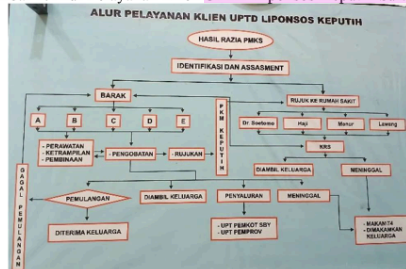 ALUR PELAYANAN KLIEN UPTD LIPONSOS KEPUTIH
HASIL RAZIA PMKS
IDENTIFIKASI DAN ASSASMENT
BARAK
RUJUK KE RUMAH SAKIT
A
B
C
D
E
PKM KEPUTIH
Dr. Soetomo
Haji
Menur
Lawang
- PERAWATAN
- KETRAMPILAN
- PEMBINAAN
- PENGOBATAN
- RUJUKAN
KRS
DIAMBIL KELUARGA
MENINGGAL
GAGAL PEMULANGAN
PEMULANGAN
DIAMBIL KELUARGA
PENYALURAN
MENINGGAL
DITERIMA KELUARGA
- UPT PEMKOT SBY
- UPT PEMPROV
- DIMAKAMKAN
KELUARGA